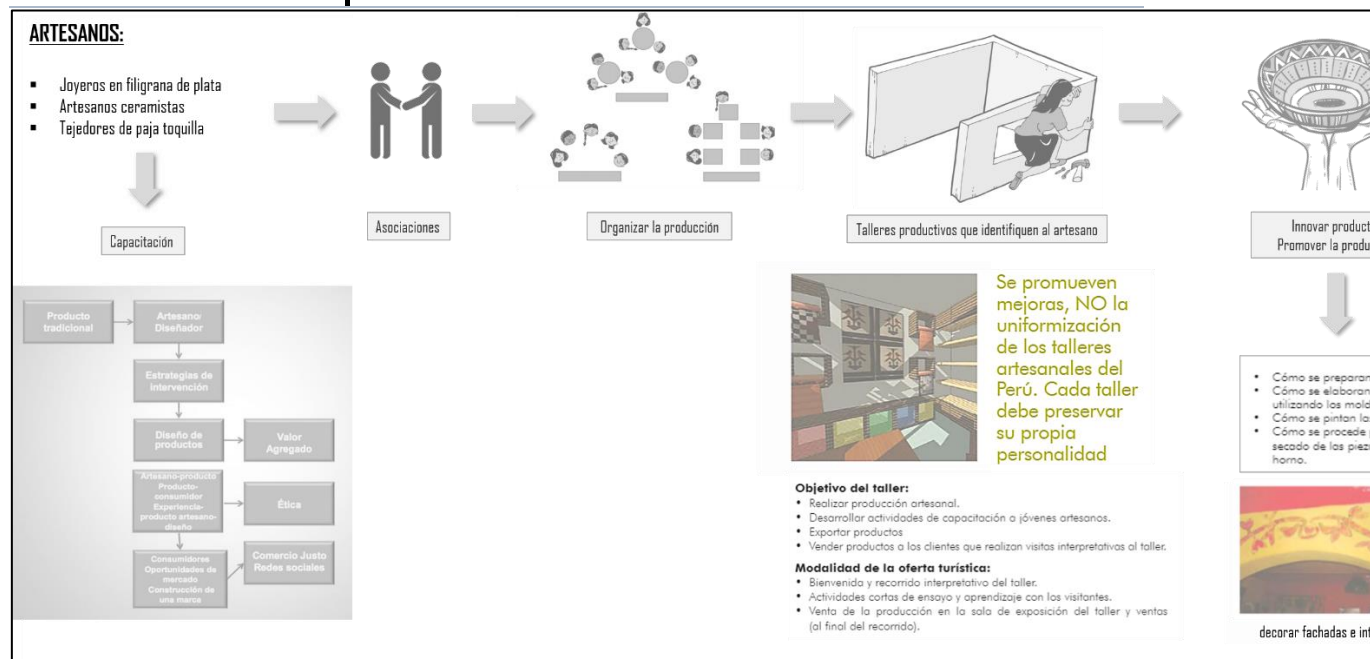 ARTESANOS:
▪ Joyeros en filigrana de plata
▪ Artesanos ceramistas
▪ Tejedores de paja toquilla
Capacitación
Asociaciones
Organizar la producción
Talleres productivos que identifiquen al artesano
Innovar product
Promover la produ
Producto
tradicional
Artesano/
Diseñador
Estrategias de
intervención
Diseño de
productos
Valor
Agregado
Artesano-producto
Producto-
consumidor
Experiencia-
producto artesano-
diseño
Ética
Consumidores
Oportunidades de
mercado
Construcción de
una marca
Comercio Justo
Redes sociales
Se promueven
mejoras, NO la
uniformización
de los talleres
artesanales del
Perú. Cada taller
debe preservar
su propia
personalidad
Objetivo del taller:
• Realizar producción artesanal.
• Desarrollar actividades de capacitación a jóvenes artesanos.
• Exportar productos
• Vender productos a los clientes que realizan visitas interpretativas al taller.
Modalidad de la oferta turística:
• Bienvenida y recorrido interpretativo del taller.
• Actividades cortas de ensayo y aprendizaje con los visitantes.
• Venta de la producción en la sala de exposición del taller y ventas
(al final del recorrido).
• Cómo se preparan
• Cómo se elaboran
utilizando los mold
• Cómo se pintan la
• Cómo se procede
secado de las piez
horno.
decorar fachadas e int